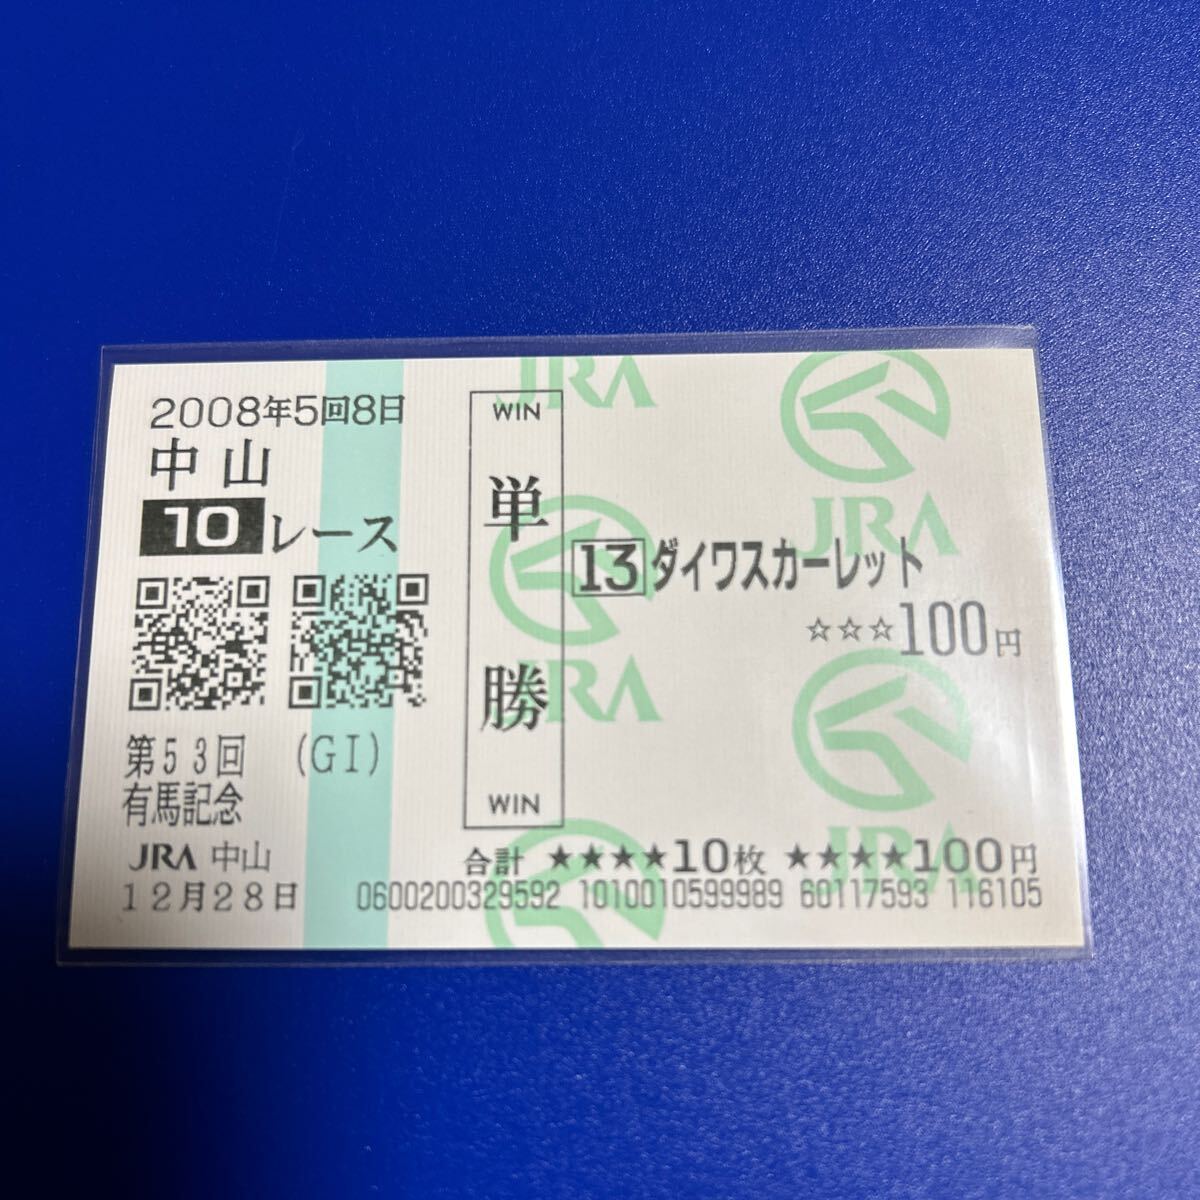 2008年5回8日
中山
10レース
第53回 (GI)
有馬記念
JRA 中山
12月28日
WIN
単勝
WIN
13 ダイワスカーレット
☆☆☆100円
合計 ★★★★10枚 ★★★★100円
0600200329592 1010010599989 60117593 116105
JRA
JRA
JRA
JRA